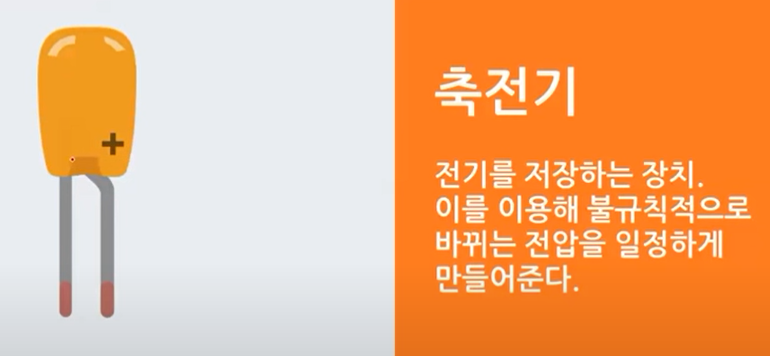 축전기
전기를 저장하는 장치.
이를 이용해 불규칙적으로
바뀌는 전압을 일정하게
만들어준다.
+